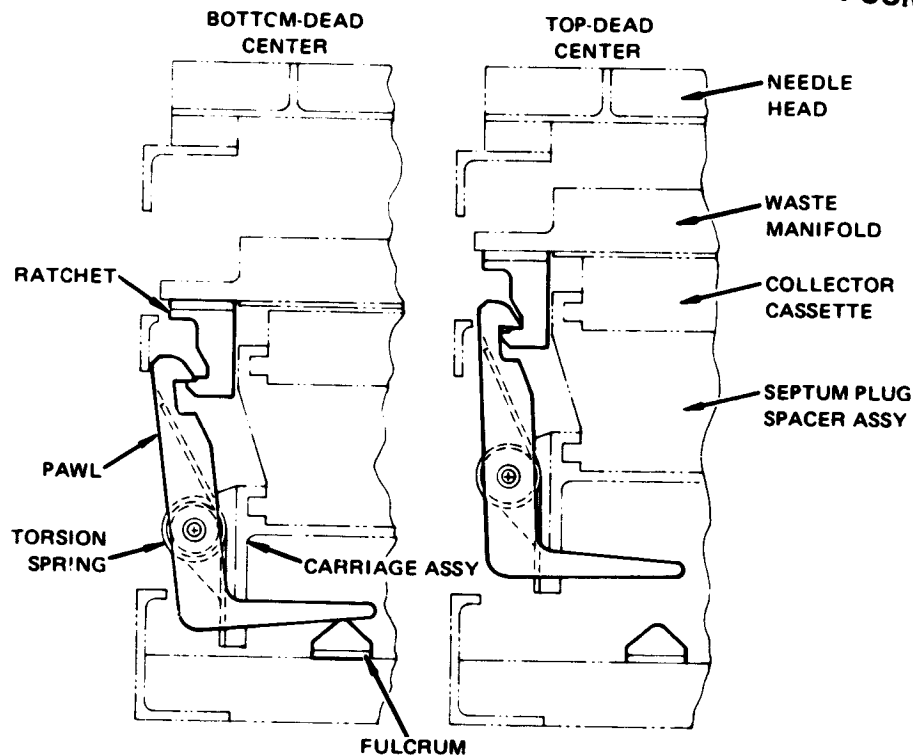 BOTTCM-DEAD
CENTER
TOP-DEAD
CENTER
NEEDLE
HEAD
WASTE
MANIFOLD
RATCHET
COLLECTOR
CASSETTE
SEPTUM PLUG
SPACER ASSY
PAWL
TORSION
SPRING
CARRIAGE ASSY
FULCRUM